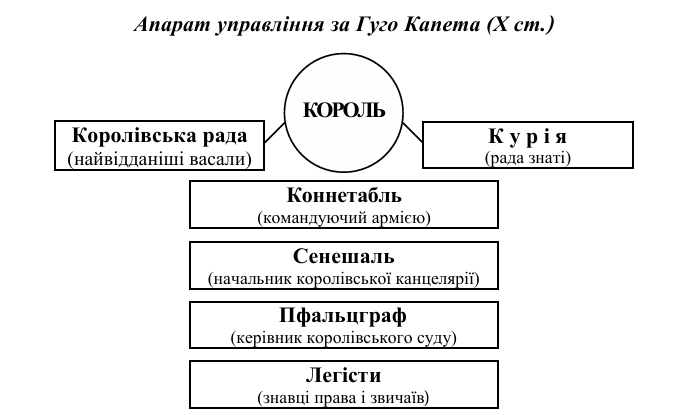 Апарат управління за Гуго Капета (X ст.)
КОРОЛЬ
Королівська рада
(найвідданіші васали)
К у р і я
(рада знаті)
Коннетабль
(командуючий армією)
Сенешаль
(начальник королівської канцелярії)
Пфальцграф
(керівник королівського суду)
Легісти
(знавці права і звичаїв)